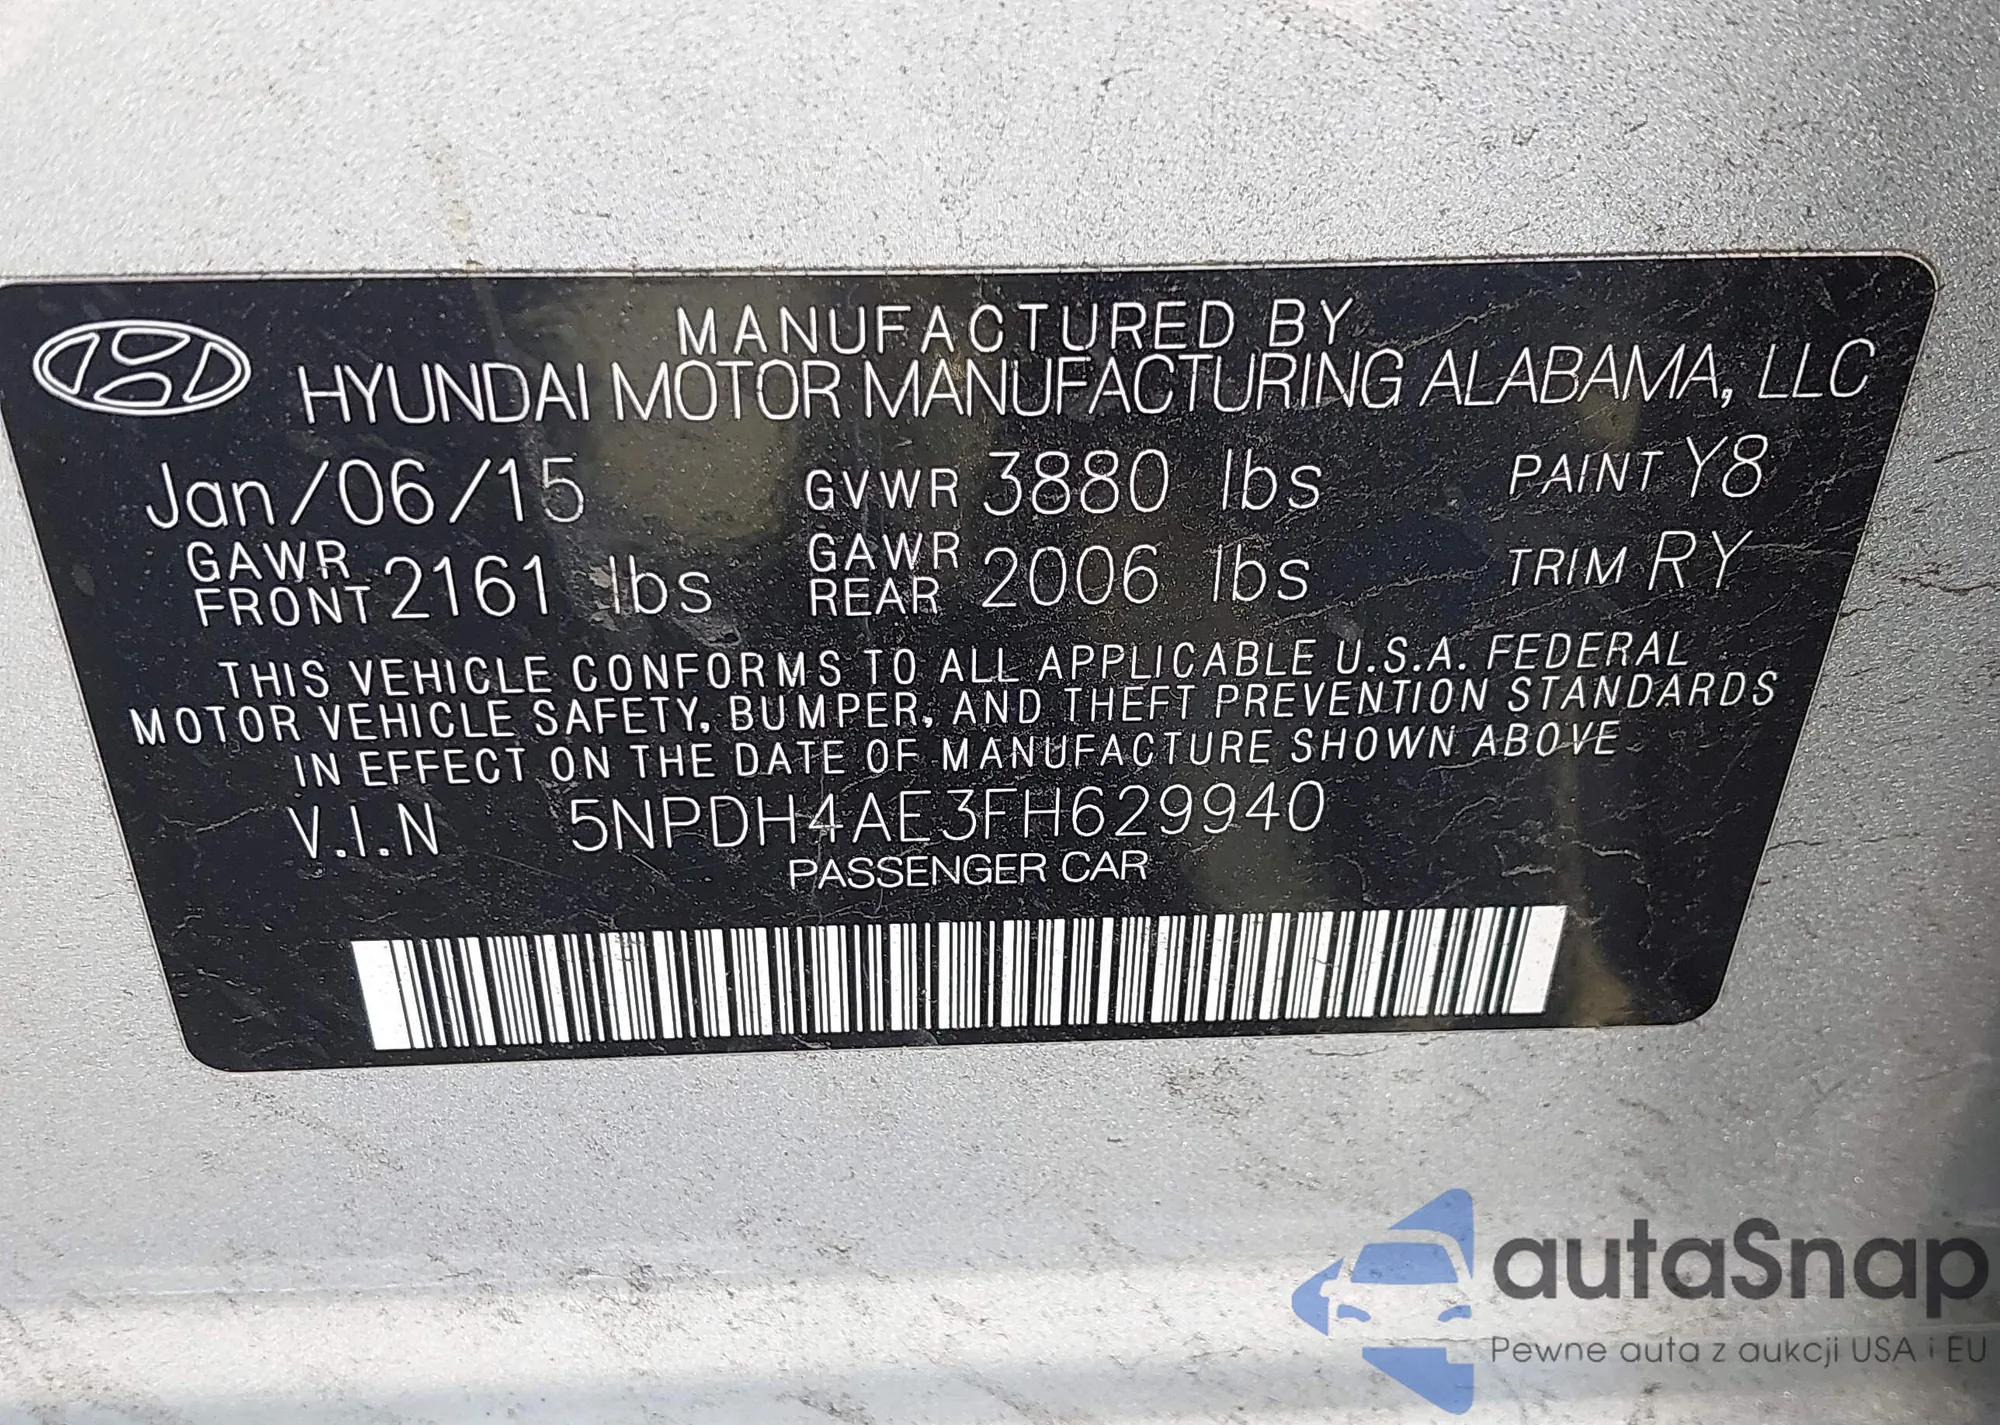 MANUFACTURED BY
HYUNDAI MOTOR MANUFACTURING ALABAMA, LLC
Jan/06/15 GVWR 3880 lbs PAINT Y8
GAWR FRONT 2161 lbs GAWR REAR 2006 lbs TRIM RY
THIS VEHICLE CONFORMS TO ALL APPLICABLE U.S.A. FEDERAL
MOTOR VEHICLE SAFETY, BUMPER, AND THEFT PREVENTION STANDARDS
IN EFFECT ON THE DATE OF MANUFACTURE SHOWN ABOVE
V.I.N 5NPDH4AE3FH629940
PASSENGER CAR
autaSnap
Pewne auta z aukcji USA i EU